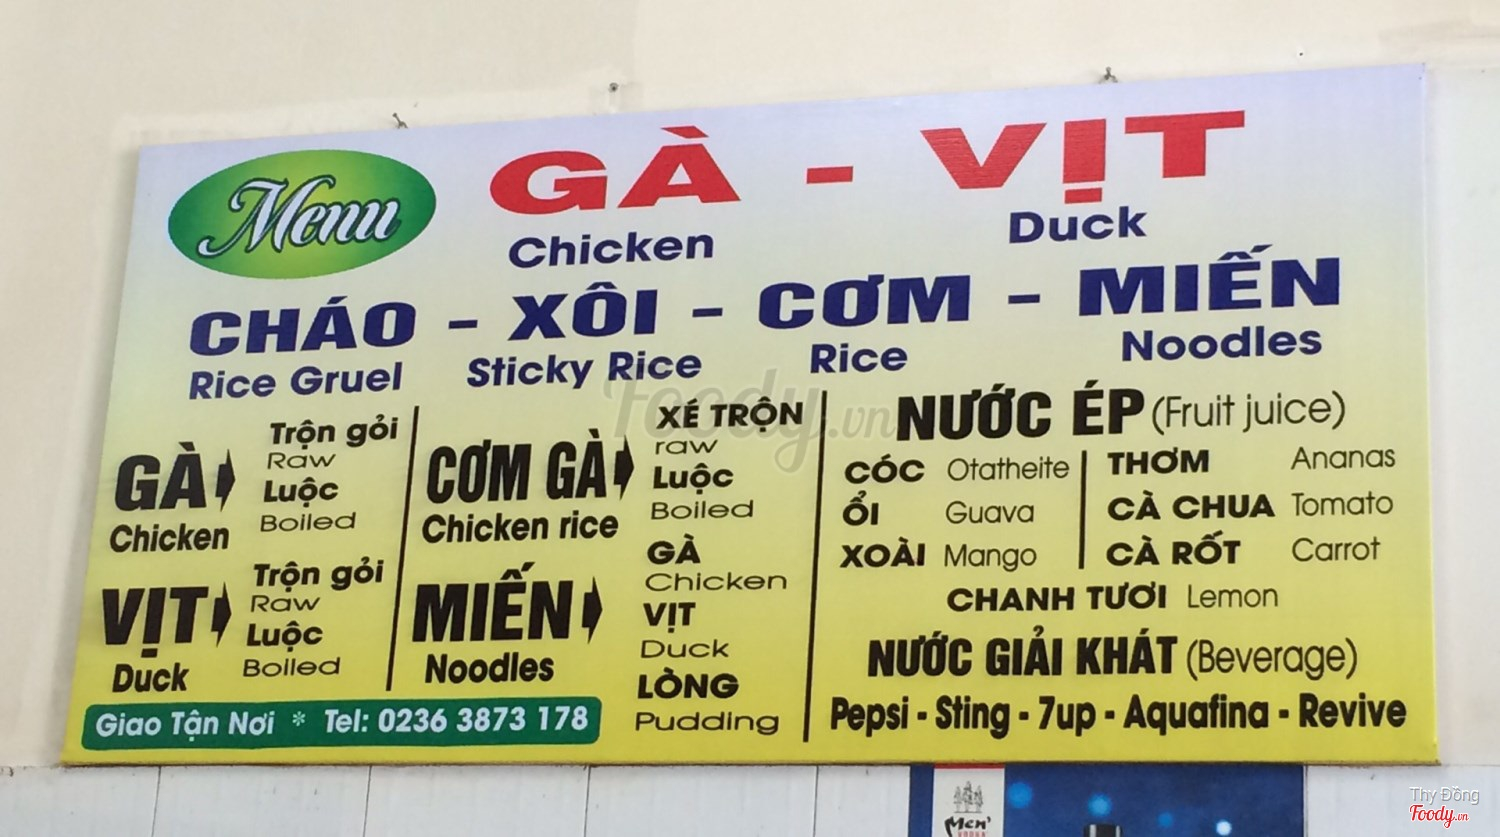 Menu
GÀ - VỊT
Chicken Duck
CHÁO - XÔI - CƠM - MIẾN
Rice Gruel Sticky Rice Rice Noodles
GÀ
Chicken
Trộn gỏi
Raw
Luộc
Boiled
VỊT
Duck
Trộn gỏi
Raw
Luộc
Boiled
CƠM GÀ
Chicken rice
XÉ TRỘN
raw
Luộc
Boiled
MIẾN
Noodles
GÀ
Chicken
VỊT
Duck
LÒNG
Pudding
NƯỚC ÉP (Fruit juice)
CÓC Otatheite
ỔI Guava
XOÀI Mango
THƠM Ananas
CÀ CHUA Tomato
CÀ RỐT Carrot
CHANH TƯƠI Lemon
NƯỚC GIẢI KHÁT (Beverage)
Pepsi - Sting - 7up - Aquafina - Revive
Giao Tận Nơi * Tel: 0236 3873 178
Foody.vn
Men'
VODKA
Thy Đồng
Foody.vn